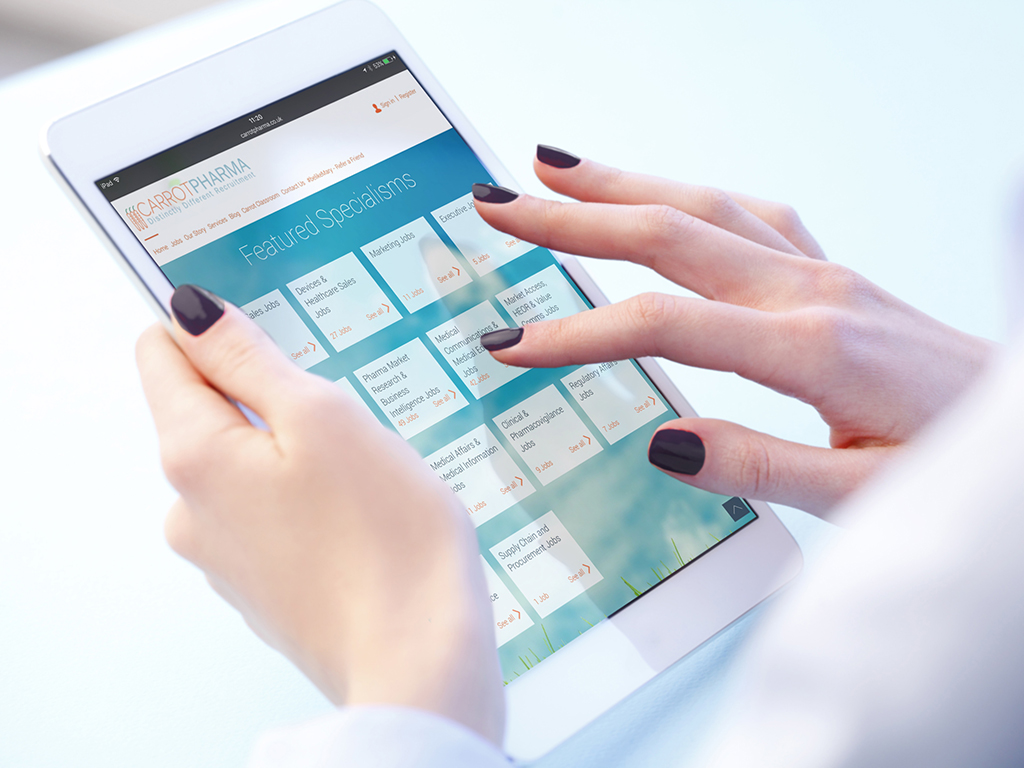 iPad
11:20
53%
carrotpharma.co.uk
Sign in | Register
CARROTPHARMA
Distinctly Different Recruitment
Home Jobs Our Story Services Blog Carrot Classroom Contact Us #BeLikeMary - Refer a Friend
Featured Specialisms
Sales Jobs
See all
Devices &
Healthcare Sales
Jobs
27 Jobs
See all
Marketing Jobs
11 Jobs
See all
Executive
5 Jobs
See
Pharma Market
Research &
Business
Intelligence Jobs
49 Jobs
See all
Medical
Communications &
Medical
Jobs
Market Access,
HEOR & Value
Comms Jobs
Medical Affairs &
Medical Information
Jobs
See all
Clinical &
Pharmacovigilance
Jobs
9 Jobs
See all
Regulatory Affairs
Jobs
7 Jobs
See all
See all
Supply Chain and
Procurement Jobs
1 Job
See all